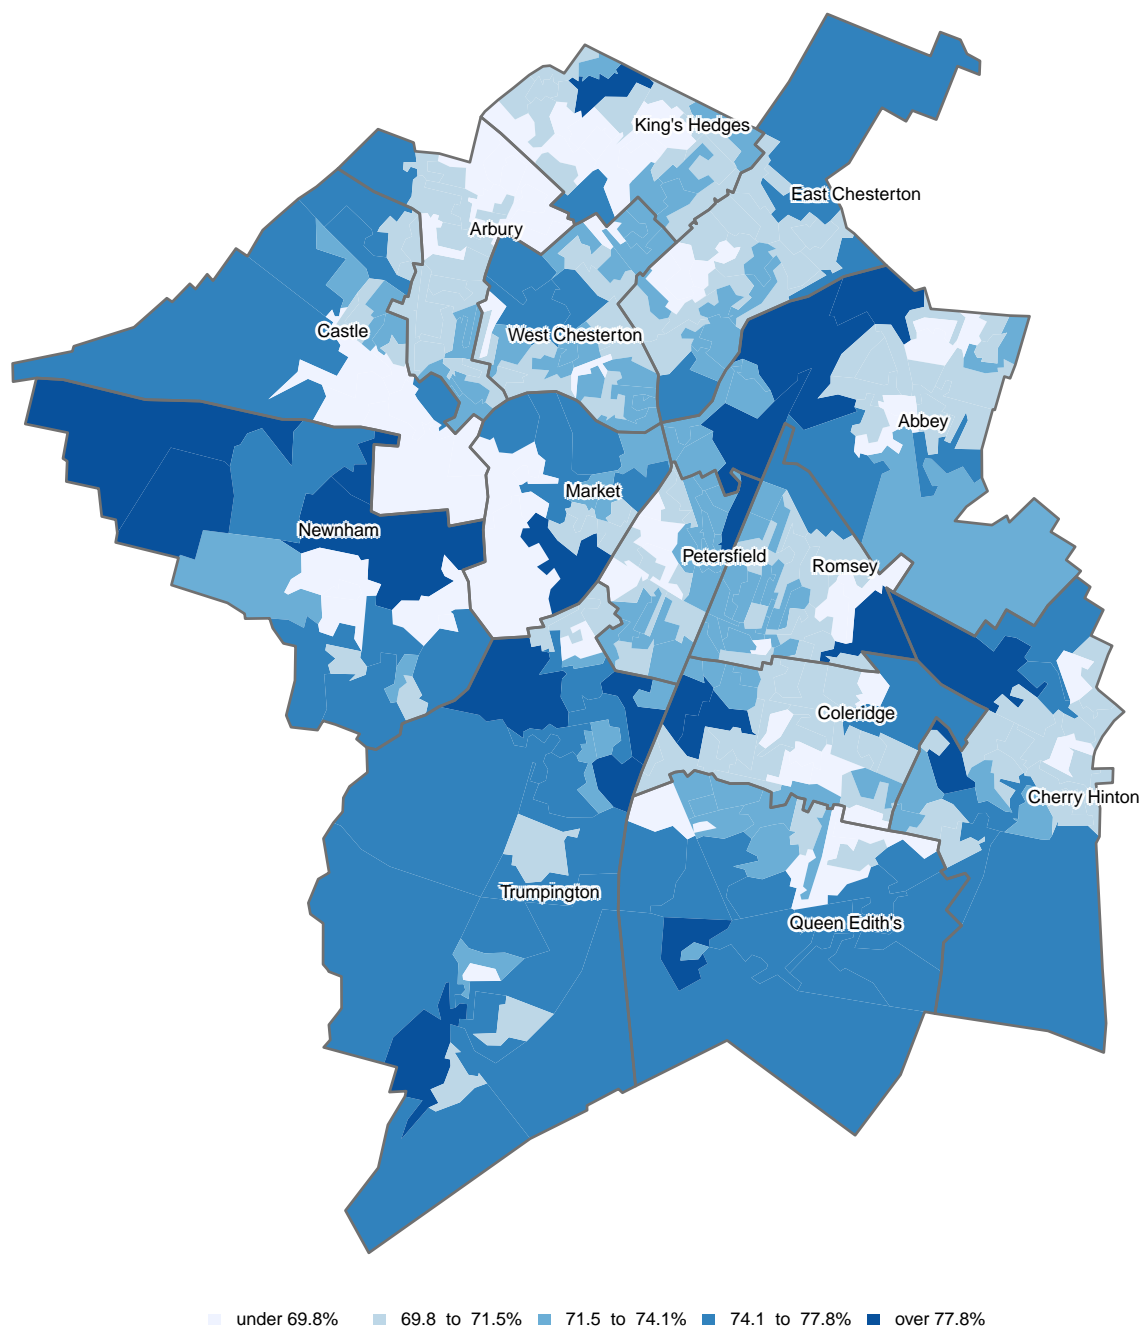 King's Hedges
East Chesterton
Arbury
Castle
West Chesterton
Abbey
Market
Newnham
Petersfield
Romsey
Coleridge
Cherry Hinton
Trumpington
Queen Edith's
under 69.8% 69.8 to 71.5% 71.5 to 74.1% 74.1 to 77.8% over 77.8%